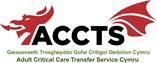 ACCTS
Gwasanaeth Trosglwyddo Gofal Critigol Oedolion Cymru
Adult Critical Care Transfer Service Cymru